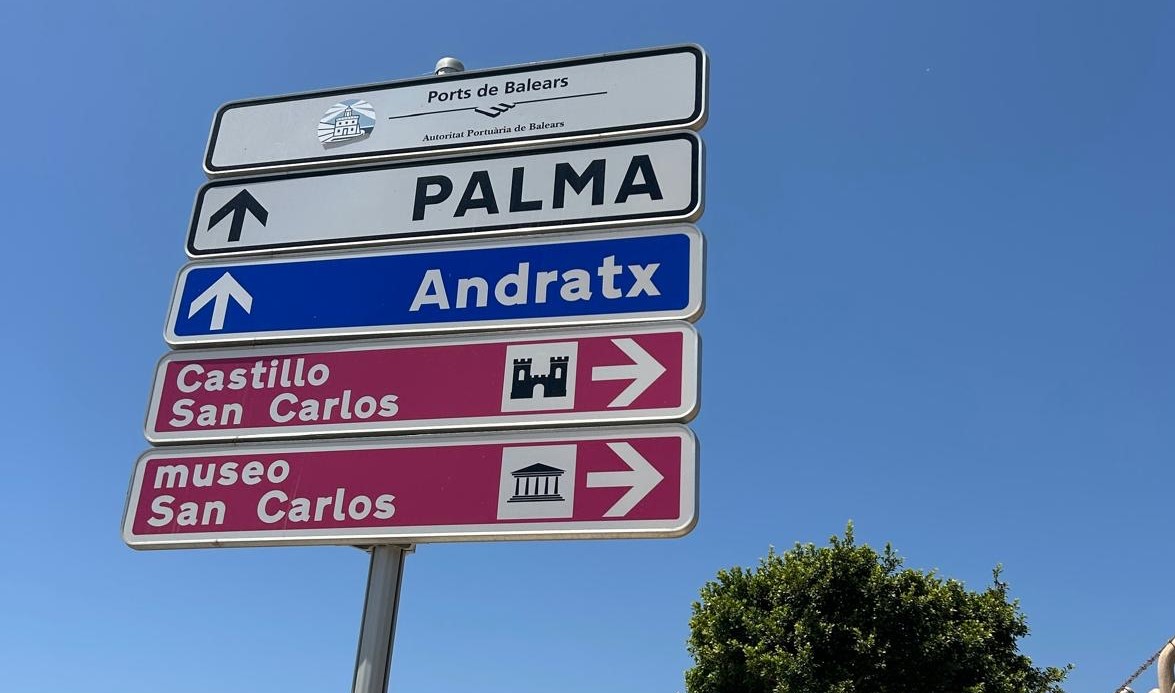 Ports de Balears
Autoritat Portuària de Balears
PALMA
Andratx
Castillo
San Carlos
museo
San Carlos